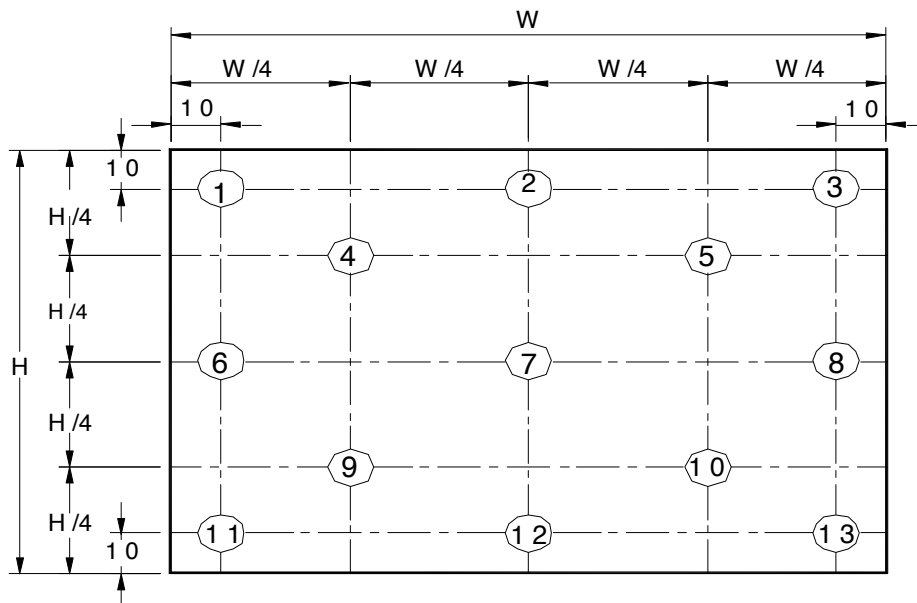 W
W /4 W /4 W /4 W /4
1 0 1 0
1 0
1 2 3
H /4
4 5
H /4
H
6 7 8
H /4
9 1 0
H /4
1 1 1 2 1 3
1 0